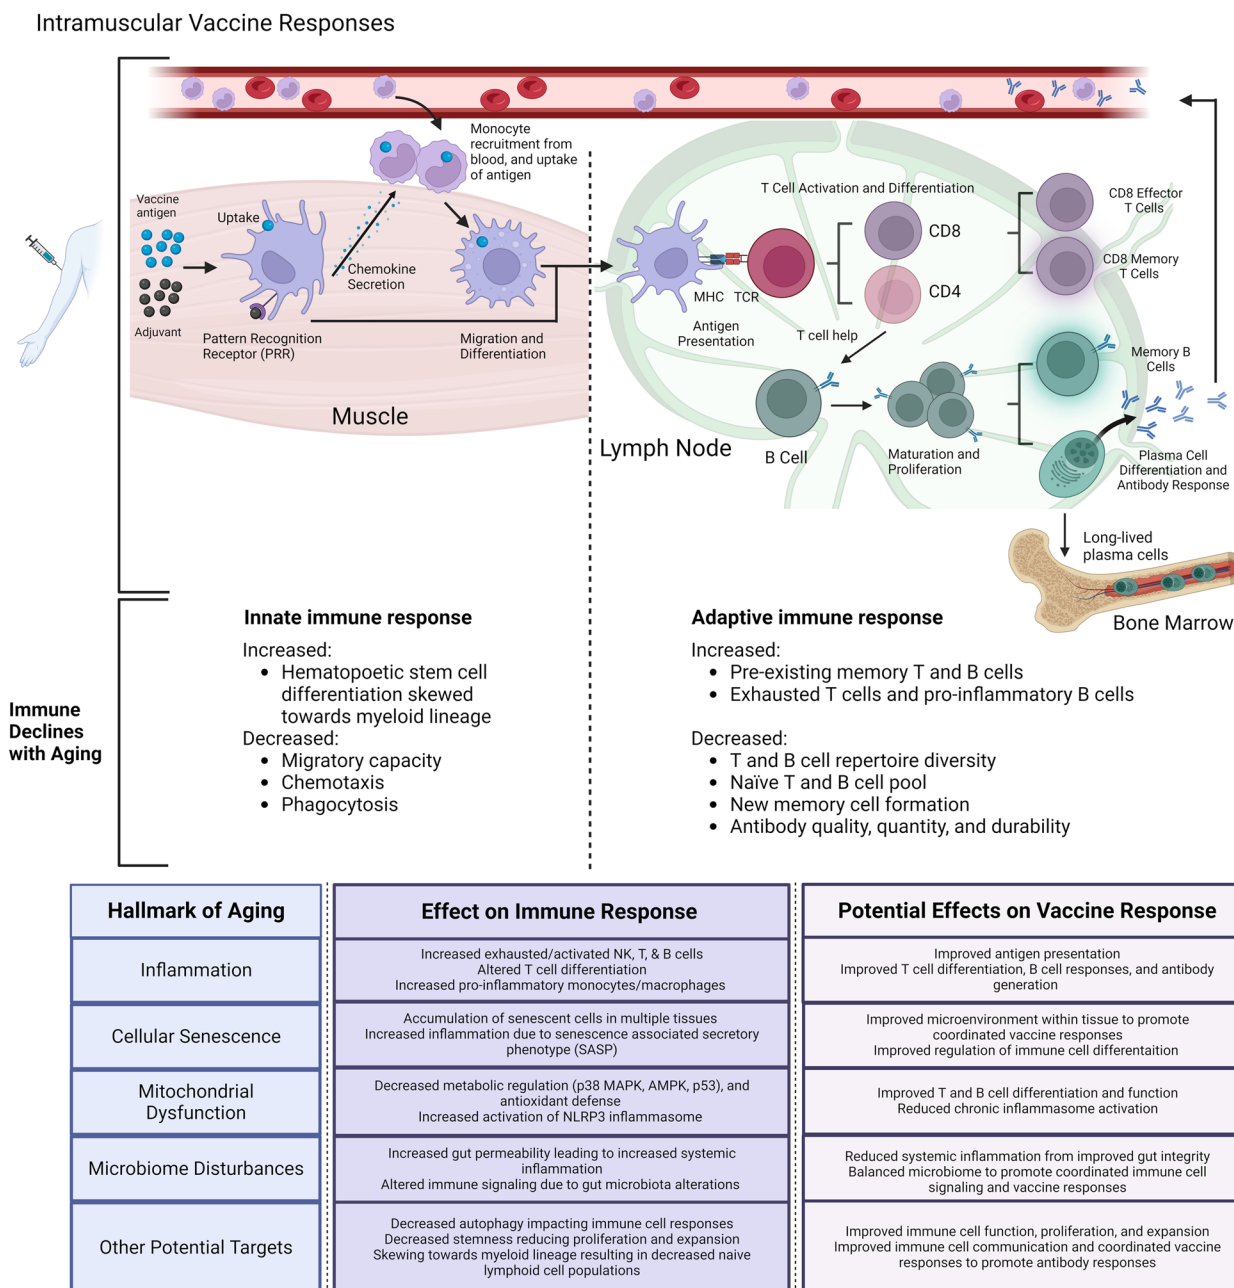 Intramuscular Vaccine Responses
Monocyte
recruitment from
blood, and uptake
of antigen
Vaccine
antigen
Uptake
Chemokine
Secretion
Adjuvant
Pattern Recognition
Receptor (PRR)
Migration and
Differentiation
Muscle
T Cell Activation and Differentiation
CD8
CD4
CD8 Effector
T Cells
CD8 Memory
T Cells
MHC TCR
Antigen
Presentation
T cell help
Memory B
Cells
Lymph Node
B Cell
Maturation and
Proliferation
Plasma Cell
Differentiation and
Antibody Response
Long-lived
plasma cells
Bone Marrow
Immune
Declines
with Aging
Innate immune response
Increased:
• Hematopoetic stem cell
differentiation skewed
towards myeloid lineage
Decreased:
• Migratory capacity
• Chemotaxis
• Phagocytosis
Adaptive immune response
Increased:
• Pre-existing memory T and B cells
• Exhausted T cells and pro-inflammatory B cells
Decreased:
• T and B cell repertoire diversity
• Naïve T and B cell pool
• New memory cell formation
• Antibody quality, quantity, and durability
Hallmark of Aging
Effect on Immune Response
Potential Effects on Vaccine Response
Inflammation
Increased exhausted/activated NK, T, & B cells
Altered T cell differentiation
Increased pro-inflammatory monocytes/macrophages
Improved antigen presentation
Improved T cell differentiation, B cell responses, and antibody
generation
Cellular Senescence
Accumulation of senescent cells in multiple tissues
Increased inflammation due to senescence associated secretory
phenotype (SASP)
Improved microenvironment within tissue to promote
coordinated vaccine responses
Improved regulation of immune cell differentaition
Mitochondrial
Dysfunction
Decreased metabolic regulation (p38 MAPK, AMPK, p53), and
antioxidant defense
Increased activation of NLRP3 inflammasome
Improved T and B cell differentiation and function
Reduced chronic inflammasome activation
Microbiome Disturbances
Increased gut permeability leading to increased systemic
inflammation
Altered immune signaling due to gut microbiota alterations
Reduced systemic inflammation from improved gut integrity
Balanced microbiome to promote coordinated immune cell
signaling and vaccine responses
Other Potential Targets
Decreased autophagy impacting immune cell responses
Decreased stemness reducing proliferation and expansion
Skewing towards myeloid lineage resulting in decreased naive
lymphoid cell populations
Improved immune cell function, proliferation, and expansion
Improved immune cell communication and coordinated vaccine
responses to promote antibody responses